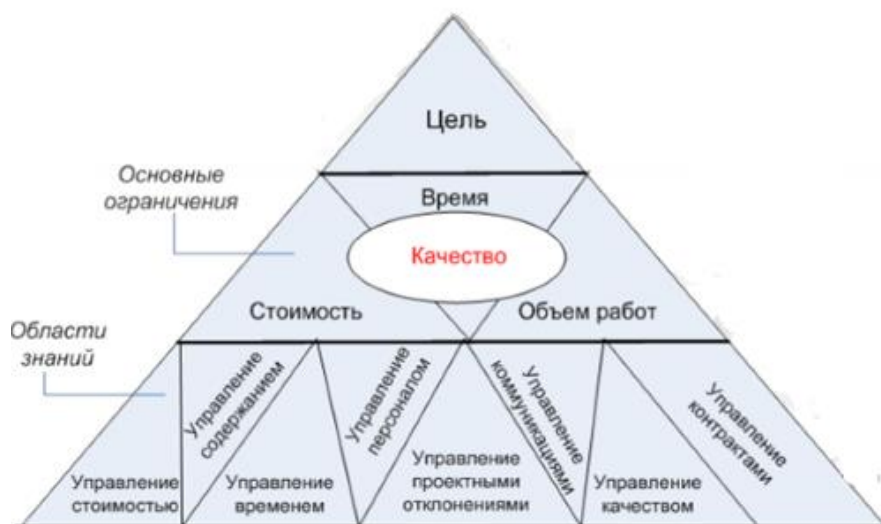 Цель
Основные
ограничения
Время
Качество
Стоимость
Объем работ
Области
знаний
Управление
стоимостью
Управление
содержанием
Управление
временем
Управление
персоналом
Управление
проектными
отклонениями
Управление
коммуникациями
Управление
качеством
Управление
контрактами